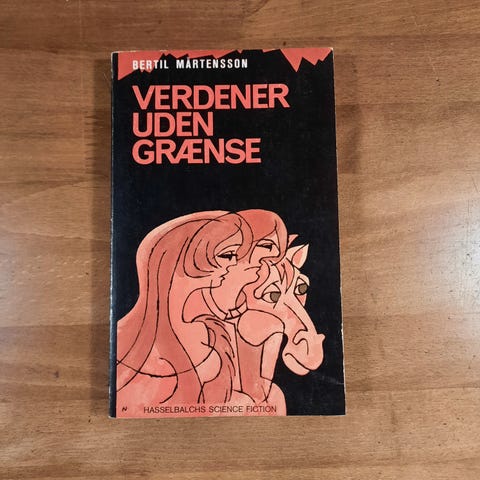 BERTIL MÅRTENSSON
VERDENER
UDEN
GRÆNSE
N
HASSELBALCHS SCIENCE FICTION